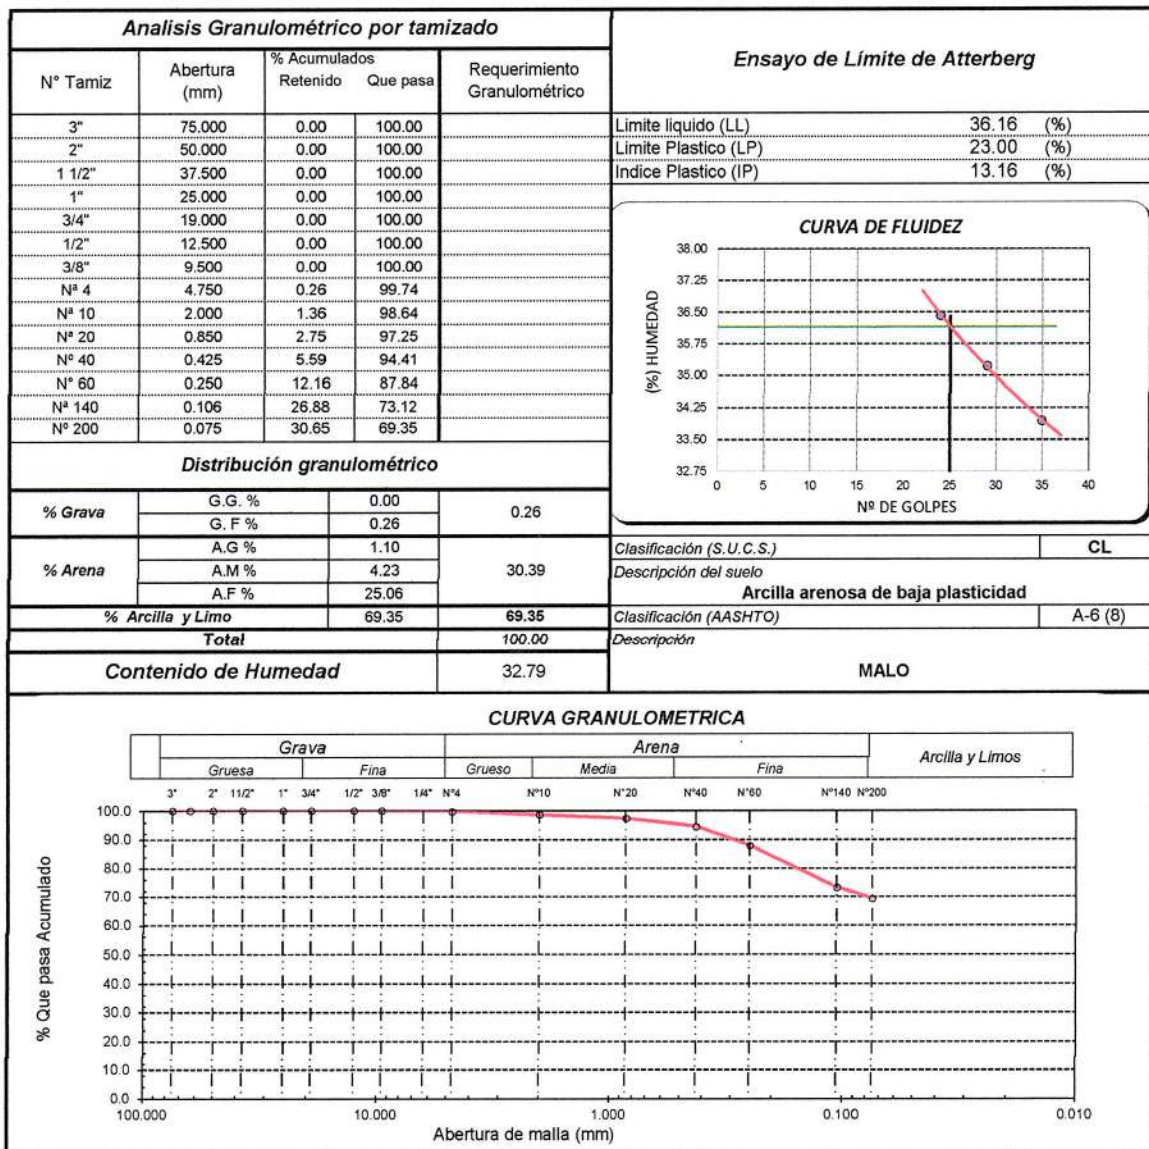 Analisis Granulométrico por tamizado
N° Tamiz
Abertura (mm)
% Acumulados
Retenido Que pasa
Requerimiento Granulométrico
3" 75.000 0.00 100.00
2" 50.000 0.00 100.00
1 1/2" 37.500 0.00 100.00
1" 25.000 0.00 100.00
3/4" 19.000 0.00 100.00
1/2" 12.500 0.00 100.00
3/8" 9.500 0.00 100.00
Nª 4 4.750 0.26 99.74
Nª 10 2.000 1.36 98.64
Nª 20 0.850 2.75 97.25
Nº 40 0.425 5.59 94.41
N° 60 0.250 12.16 87.84
Nª 140 0.106 26.88 73.12
Nº 200 0.075 30.65 69.35
Distribución granulométrico
% Grava
G.G. % 0.00
G. F % 0.26
0.26
% Arena
A.G % 1.10
A.M % 4.23
A.F % 25.06
30.39
% Arcilla y Limo 69.35 69.35
Total 100.00
Contenido de Humedad 32.79
Ensayo de Límite de Atterberg
Limite liquido (LL) 36.16 (%)
Limite Plastico (LP) 23.00 (%)
Indice Plastico (IP) 13.16 (%)
CURVA DE FLUIDEZ
(%) HUMEDAD
38.00
37.25
36.50
35.75
35.00
34.25
33.50
32.75
0 5 10 15 20 25 30 35 40
Nº DE GOLPES
Clasificación (S.U.C.S.) CL
Descripción del suelo
Arcilla arenosa de baja plasticidad
Clasificación (AASHTO) A-6 (8)
Descripción
MALO
CURVA GRANULOMETRICA
Grava Arena Arcilla y Limos
Gruesa Fina Grueso Media Fina
3" 2" 11/2" 1" 3/4" 1/2" 3/8" 1/4" N°4 N°10 N°20 N°40 N°60 N°140 N°200
% Que pasa Acumulado
100.0
90.0
80.0
70.0
60.0
50.0
40.0
30.0
20.0
10.0
0.0
100.000 10.000 1.000 0.100 0.010
Abertura de malla (mm)